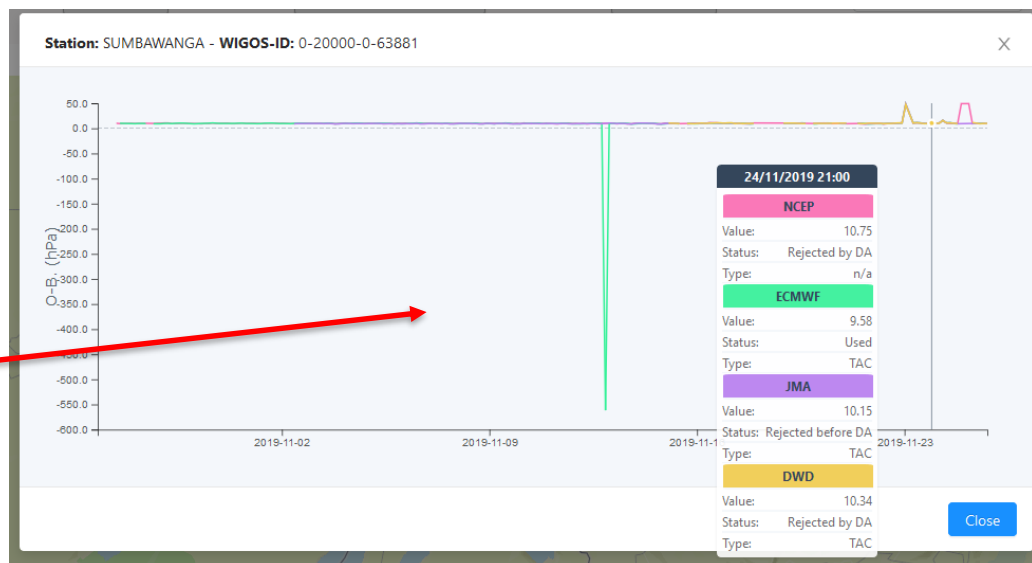 Station: SUMBAWANGA - WIGOS-ID: 0-20000-0-63881
O-B. (hPa)
50.0
0.0
-50.0
-100.0
-150.0
-200.0
-250.0
-300.0
-350.0
-400.0
-450.0
-500.0
-550.0
-600.0
2019-11-02
2019-11-09
2019-11-1
2019-11-23
24/11/2019 21:00
NCEP
Value: 10.75
Status: Rejected by DA
Type: n/a
ECMWF
Value: 9.58
Status: Used
Type: TAC
JMA
Value: 10.15
Status: Rejected before DA
Type: TAC
DWD
Value: 10.34
Status: Rejected by DA
Type: TAC
Close